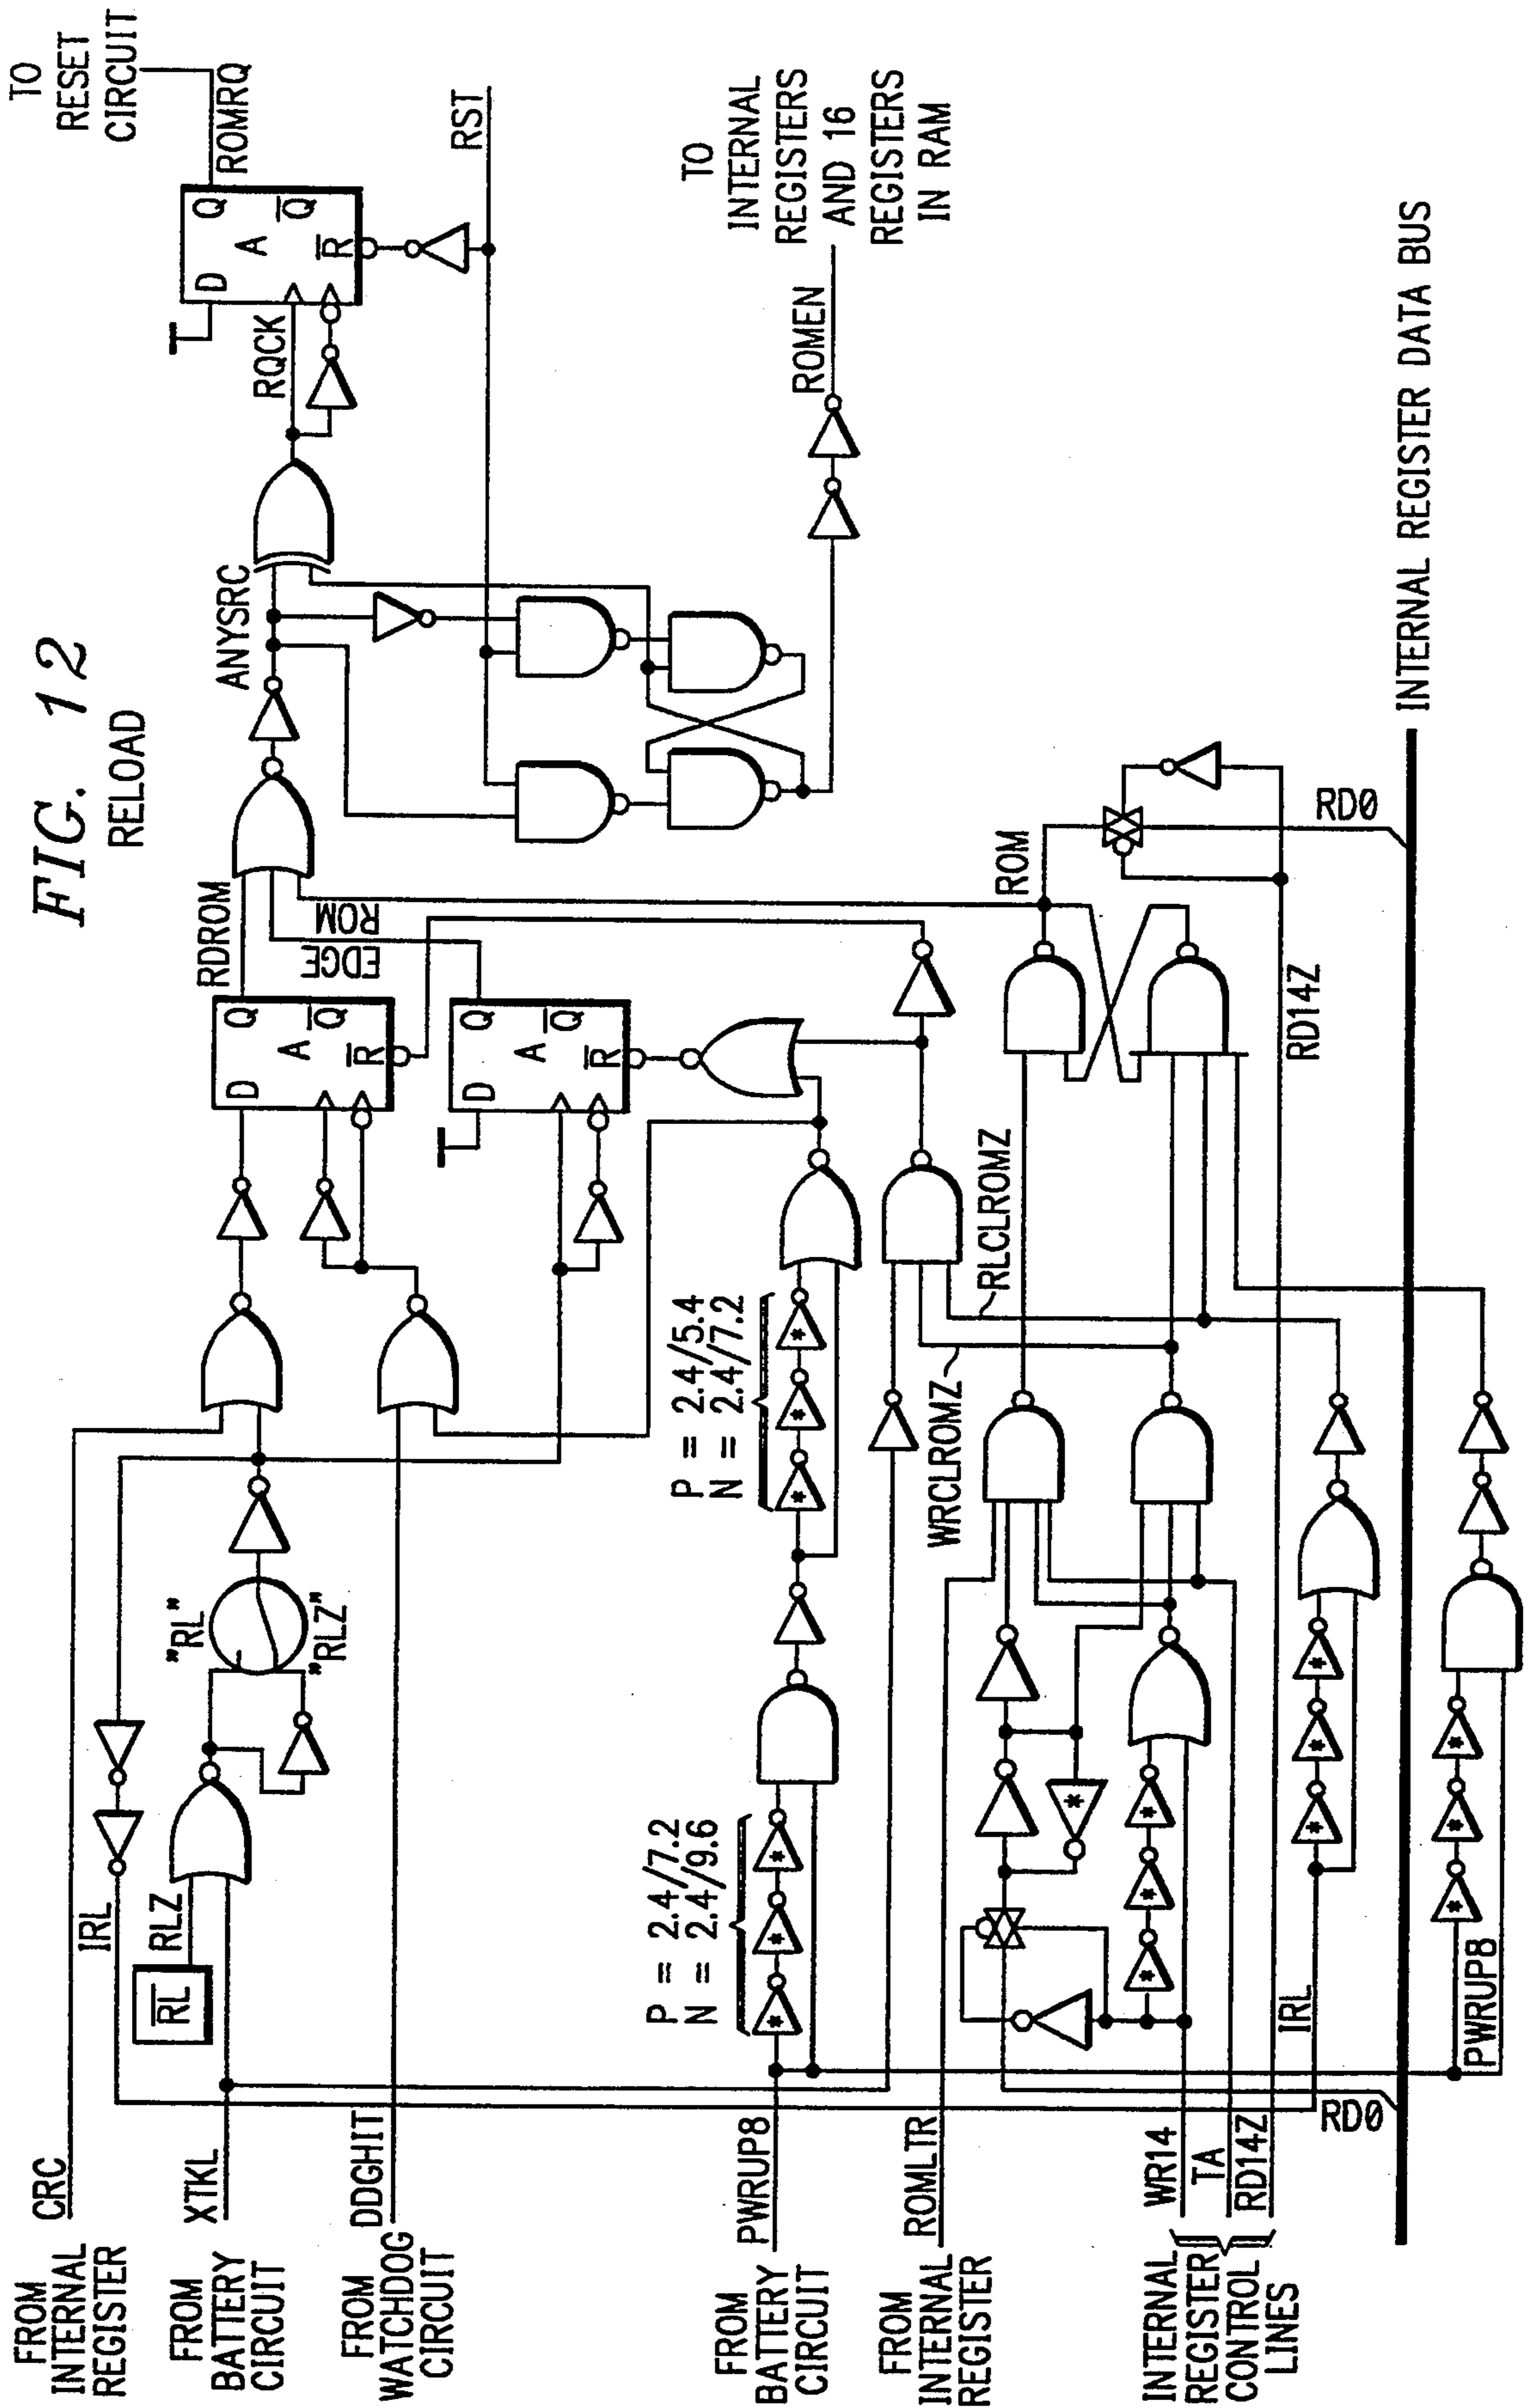 FIG. 12
RELOAD
FROM
INTERNAL
REGISTER
CRC
FROM
BATTERY
CIRCUIT
XTKL
FROM
WATCHDOG
CIRCUIT
DDGHIT
FROM
BATTERY
CIRCUIT
PWRUP8
FROM
INTERNAL
REGISTER
ROMLTR
INTERNAL
REGISTER
CONTROL
LINES
WR14
TA
RD14Z
IRL
RL
RLZ
"RL"
"RLZ"
P = 2.4/7.2
N = 2.4/9.6
P = 2.4/5.4
N = 2.4/7.2
* * *
* * *
*
* * *
* * *
* * *
IRL
PWRUP8
RD0
WRCLROMZ
RLCLROMZ
D Q
A Q
R
D Q
A Q
R
RDROM
EDGE
ROM
ROM
RD14Z
RD0
ANYSRC
RQCK
D Q
A Q
R
ROMRQ
TO
RESET
CIRCUIT
RST
ROMEN
TO
INTERNAL
REGISTERS
AND 16
REGISTERS
IN RAM
INTERNAL REGISTER DATA BUS